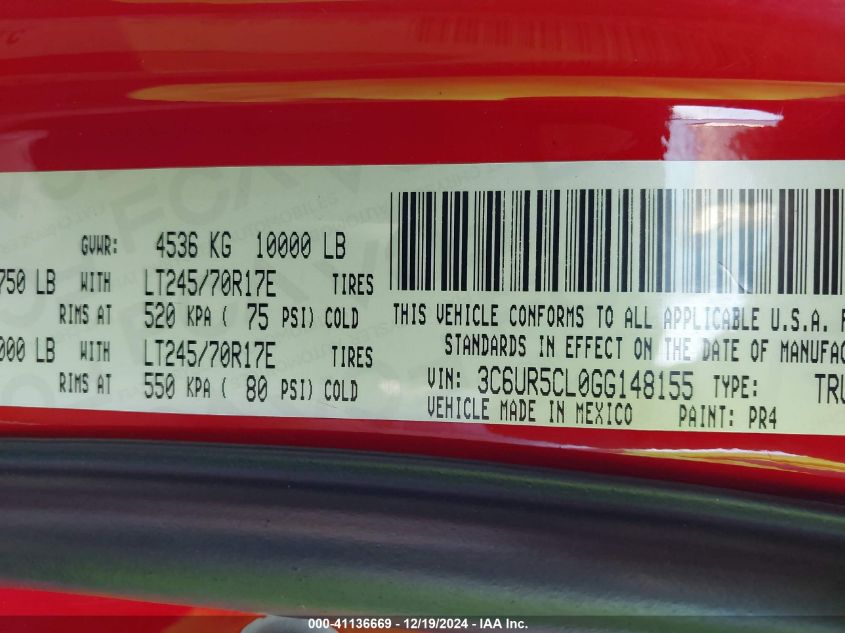 GVWR: 4536 KG 10000 LB
750 LB WITH LT245/70R17E TIRES
RIMS AT 520 KPA ( 75 PSI) COLD
000 LB WITH LT245/70R17E TIRES
RIMS AT 550 KPA ( 80 PSI) COLD
THIS VEHICLE CONFORMS TO ALL APPLICABLE U.S.A. F
STANDARDS IN EFFECT ON THE DATE OF MANUFAC
VIN: 3C6UR5CL0GG148155 TYPE: TRU
VEHICLE MADE IN MEXICO PAINT: PR4
000-41136669 - 12/19/2024 - IAA Inc.